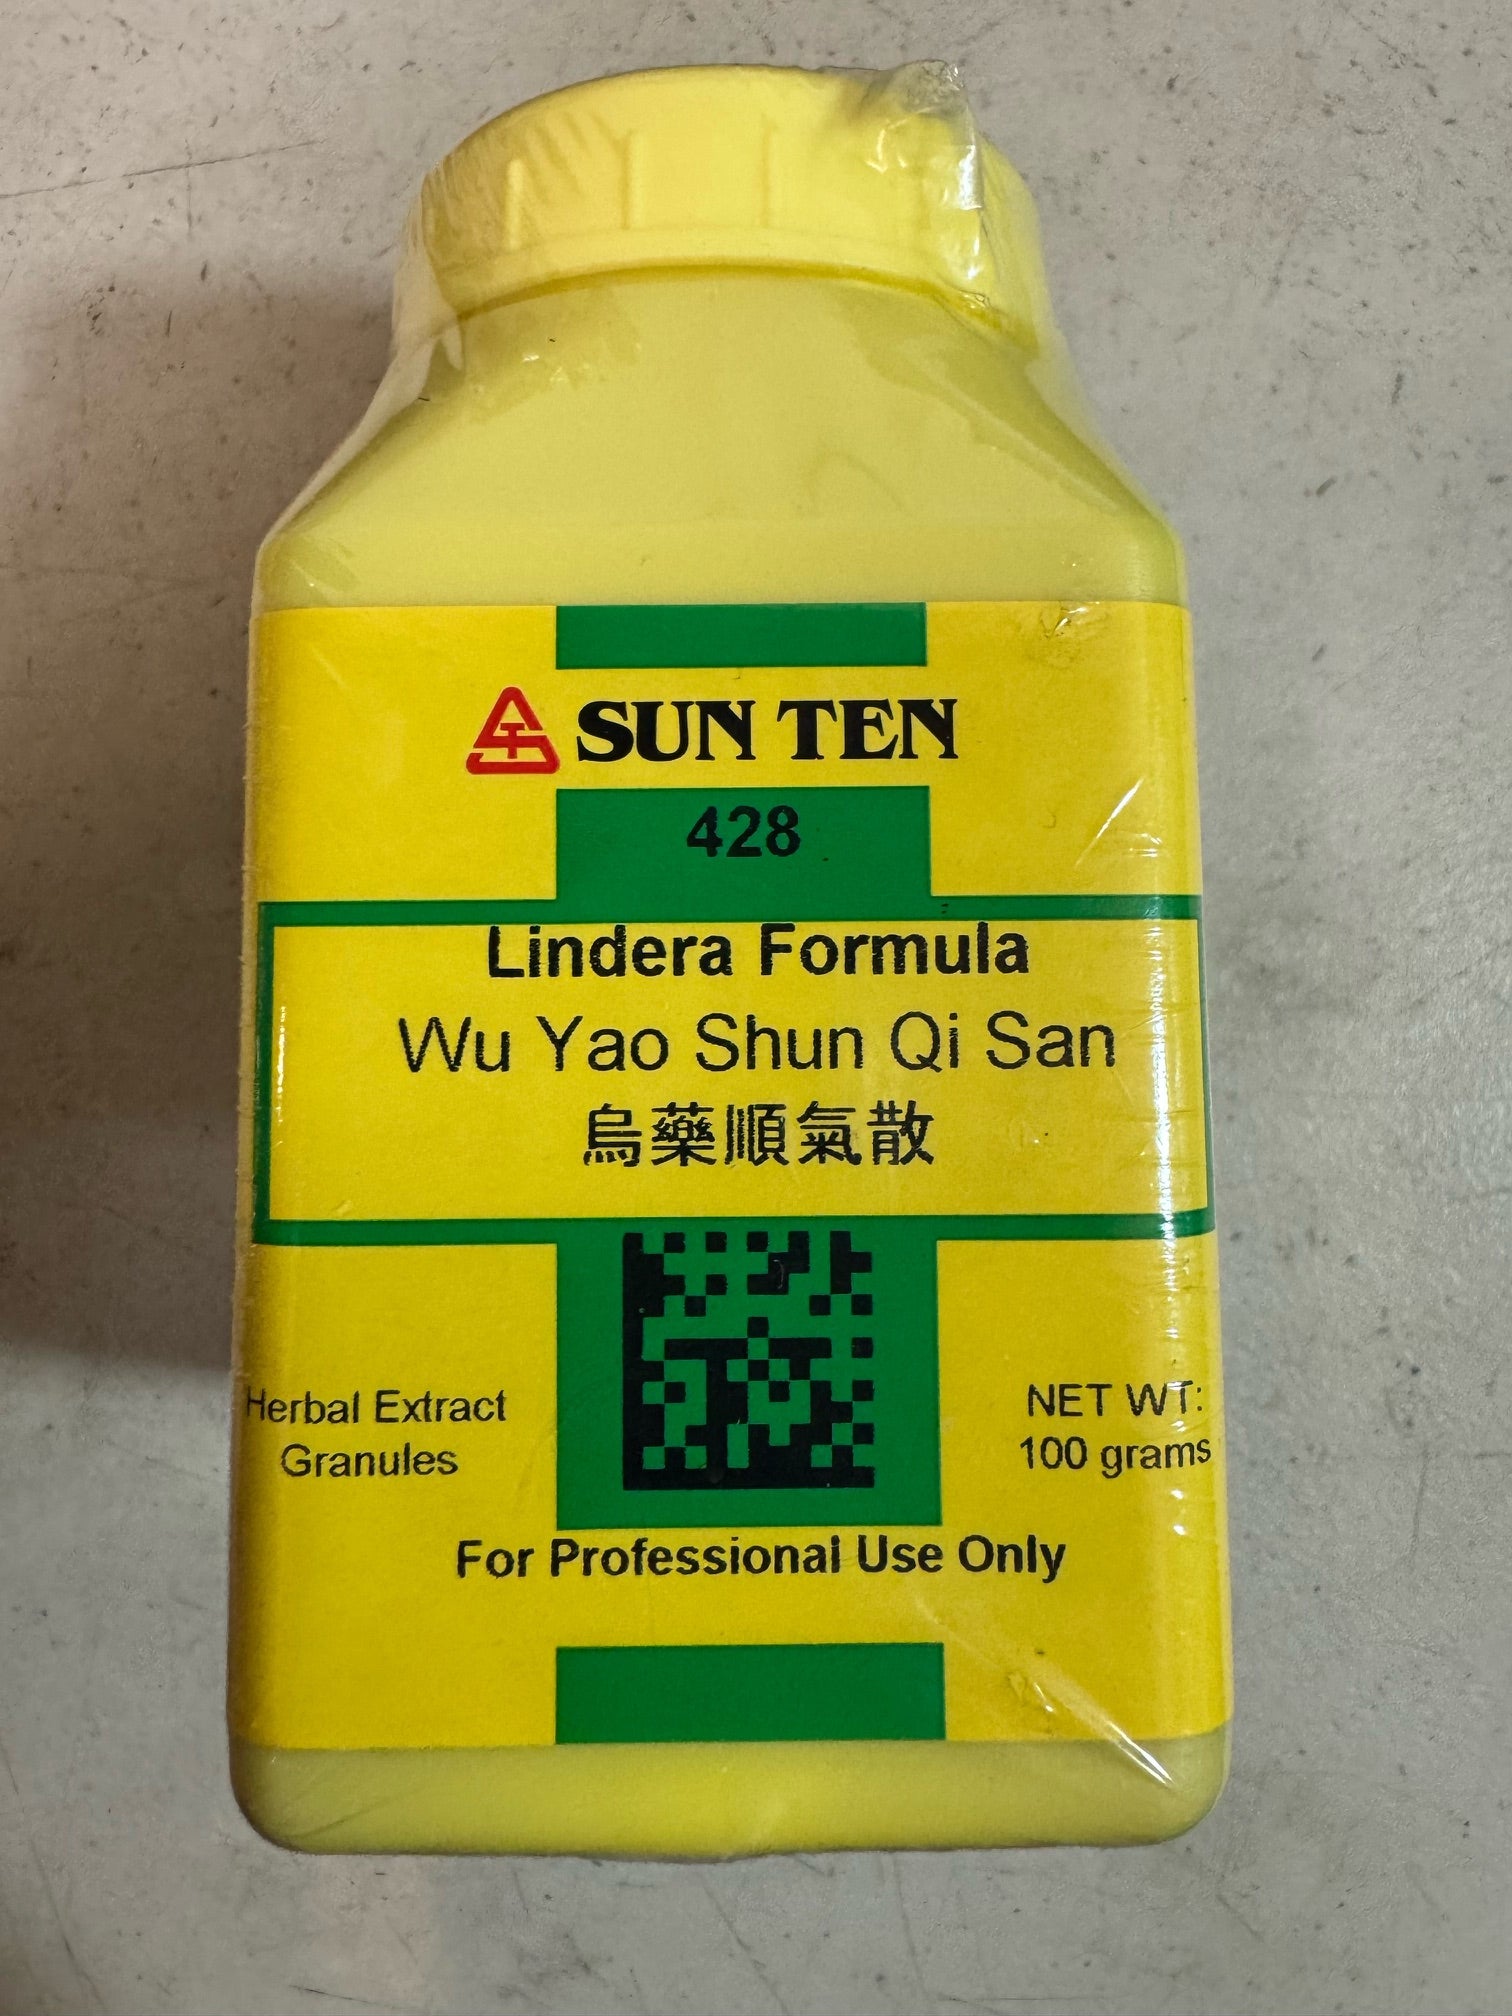 SUN TEN
428
Lindera Formula
Wu Yao Shun Qi San
烏藥順氣散
Herbal Extract
Granules
NET WT:
100 grams
For Professional Use Only